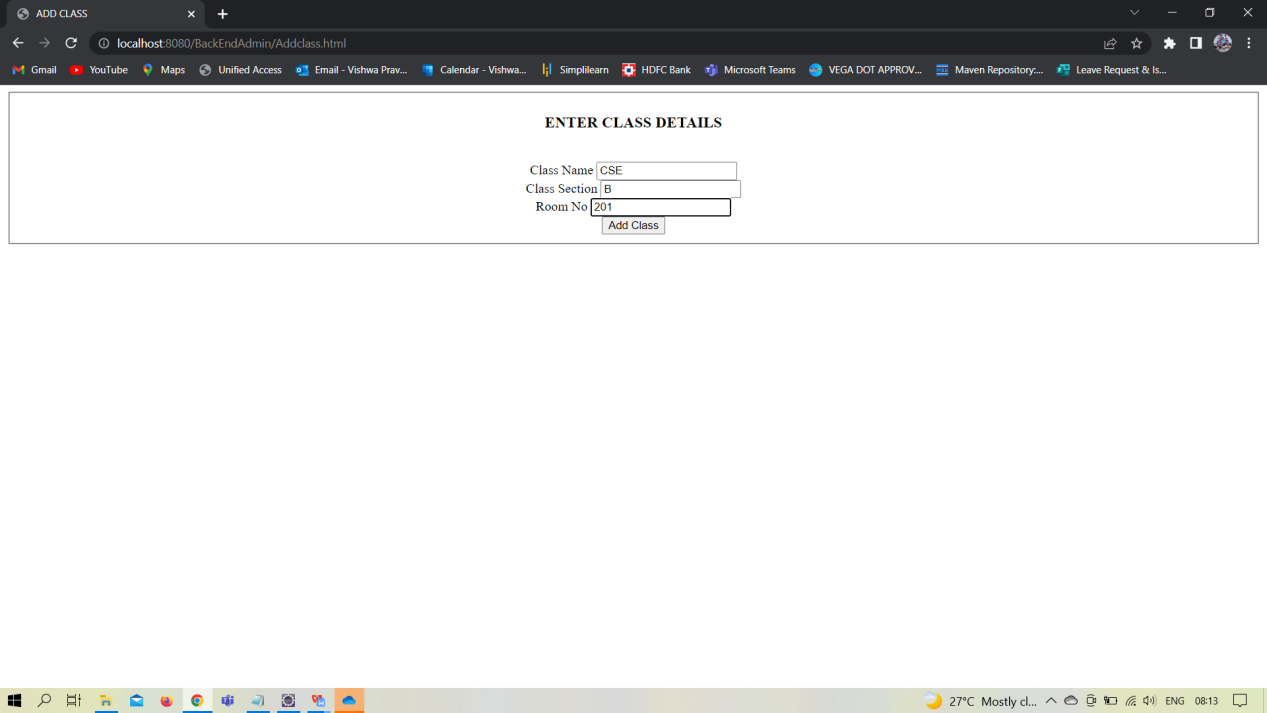 ADD CLASS
localhost:8080/BackEndAdmin/Addclass.html
Gmail YouTube Maps Unified Access Email - Vishwa Prav... Calendar - Vishwa... Simplilearn HDFC Bank Microsoft Teams VEGA DOT APPROV... Maven Repository:... Leave Request & Is...
ENTER CLASS DETAILS
Class Name CSE
Class Section B
Room No 201
Add Class
27°C Mostly cl... ENG 08:13